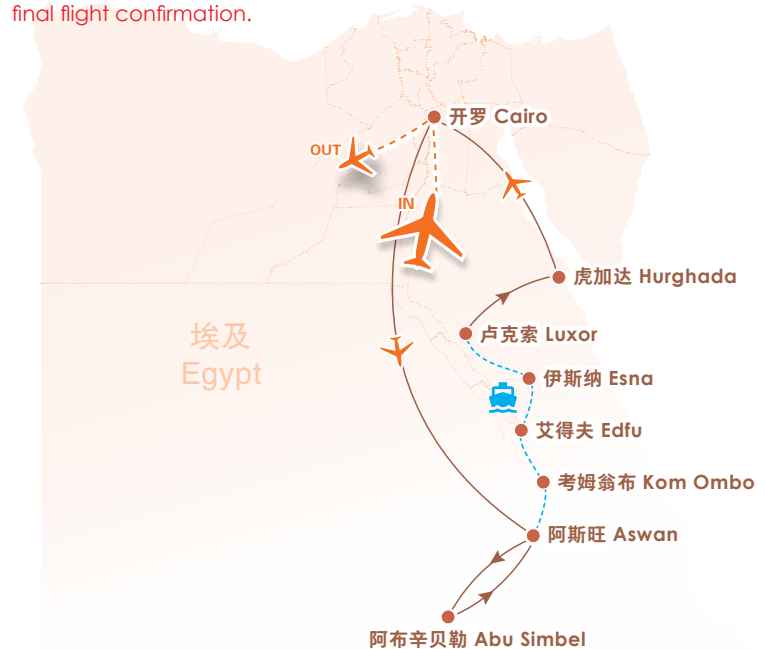 final flight confirmation.
开罗 Cairo
OUT
IN
虎加达 Hurghada
卢克索 Luxor
埃及
Egypt
伊斯纳 Esna
艾得夫 Edfu
考姆翁布 Kom Ombo
阿斯旺 Aswan
阿布辛贝勒 Abu Simbel